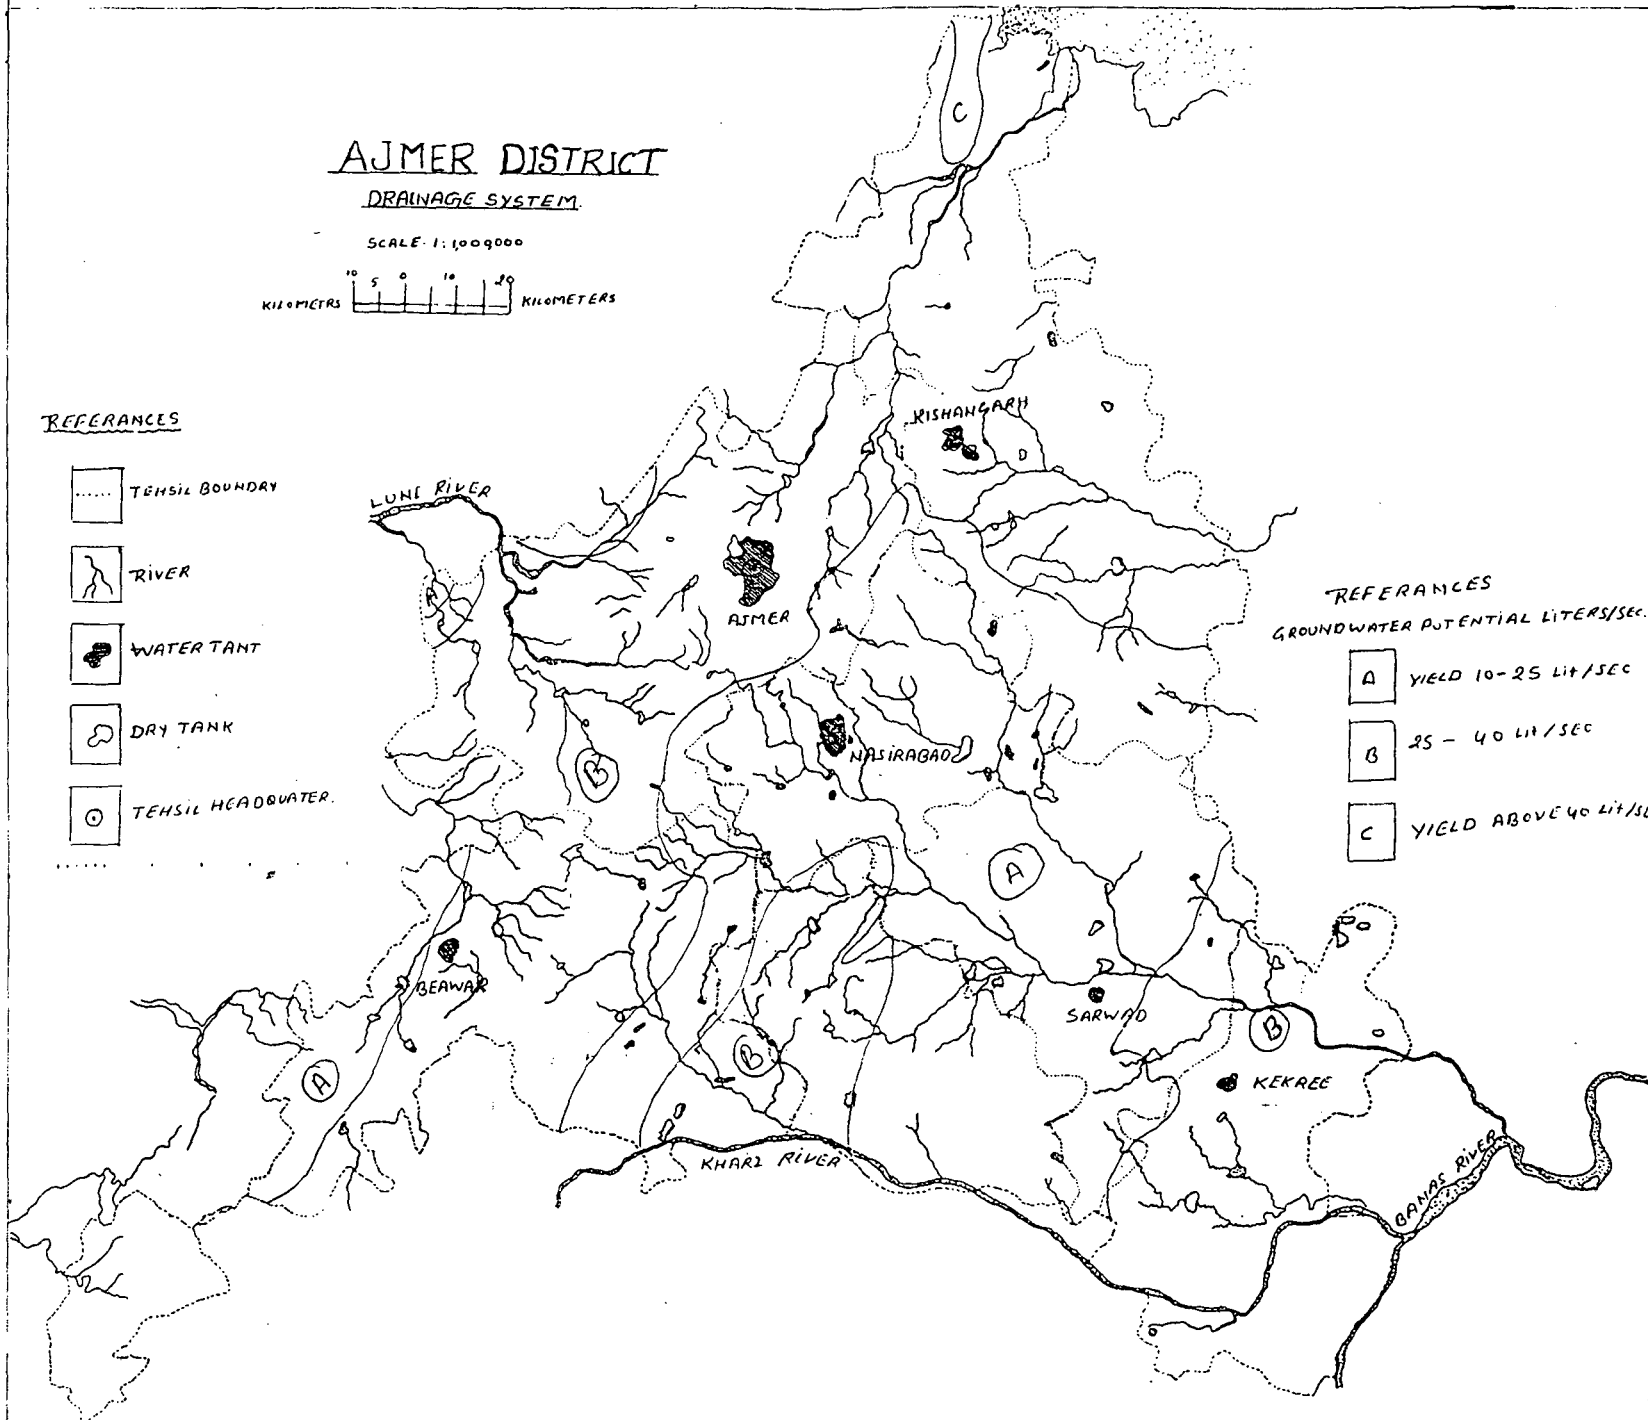 AJMER DISTRICT
DRAINAGE SYSTEM.
SCALE. 1:1,009000
10 5 0 10 20
KILOMETRS KILOMETERS
REFERANCES
TEHSIL BOUNDRY
RIVER
WATER TANT
DRY TANK
TEHSIL HEADQUATER.
C
KISHANGARH
LUNI RIVER
A
AJMER
REFERANCES
GROUNDWATER POTENTIAL LITERS/SEC.
A YIELD 10-25 Lit/SEC
B 25 - 40 Lit/SEC
C YIELD ABOVE 40 Lit/SE
B
NASIRABAD
A
BEAWAR
SARWAD
B
B
A
KEKREE
KHARI RIVER
BANAS RIVER